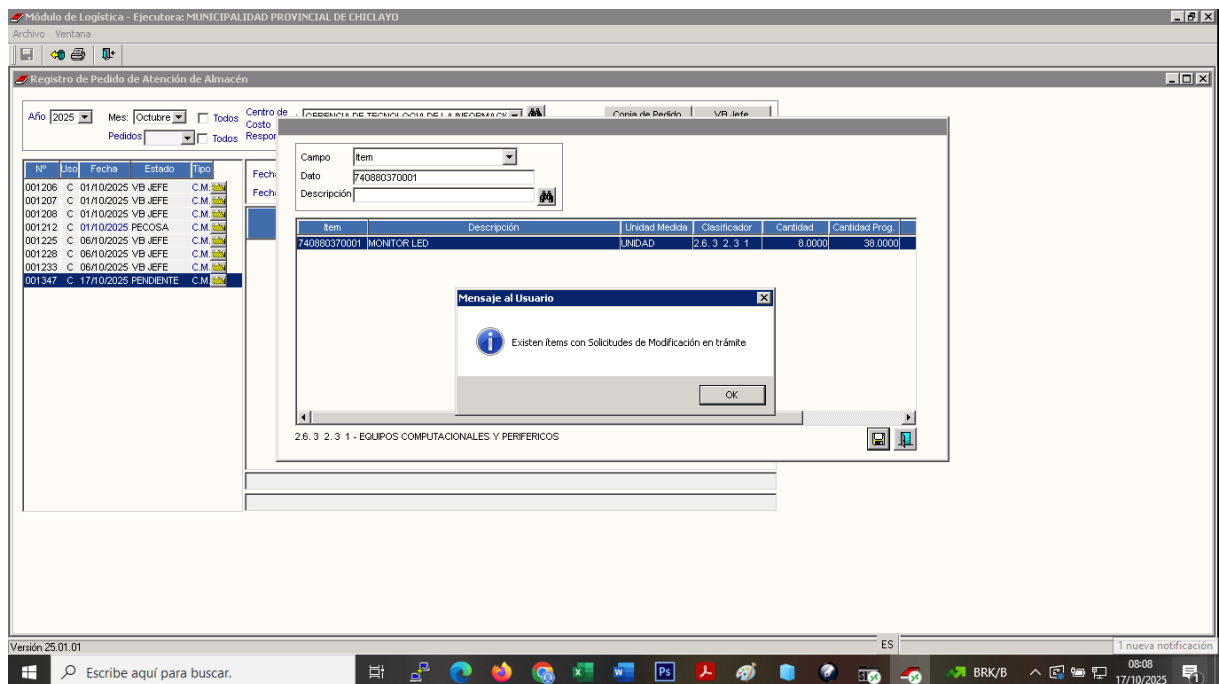 Módulo de Logística - Ejecutora: MUNICIPALIDAD PROVINCIAL DE CHICLAYO
Archivo Ventana
Registro de Pedido de Atención de Almacén
Año 2025 Mes: Octubre Todos Centro de Costo
Copia de Pedido VB Jefe
Pedidos Todos
Nº Uso Fecha Estado Tipo
001206 C 01/10/2025 VB JEFE C.M.
001207 C 01/10/2025 VB JEFE C.M.
001208 C 01/10/2025 VB JEFE C.M.
001212 C 01/10/2025 PECOSA C.M.
001225 C 06/10/2025 VB JEFE C.M.
001228 C 06/10/2025 VB JEFE C.M.
001233 C 06/10/2025 VB JEFE C.M.
001347 C 17/10/2025 PENDIENTE C.M.
Campo Item
Dato 740880370001
Descripción
Item Descripción Unidad Medida Clasificador Cantidad Cantidad Prog.
740880370001 MONITOR LED UNIDAD 2.6. 3 2. 3 1 8.0000 38.0000
Mensaje al Usuario
Existen ítems con Solicitudes de Modificación en trámite
OK
2.6. 3 2. 3 1 - EQUIPOS COMPUTACIONALES Y PERIFERICOS
Versión 25.01.01
ES
1 nueva notificación
Escribe aquí para buscar.
BRK/B
08:08
17/10/2025